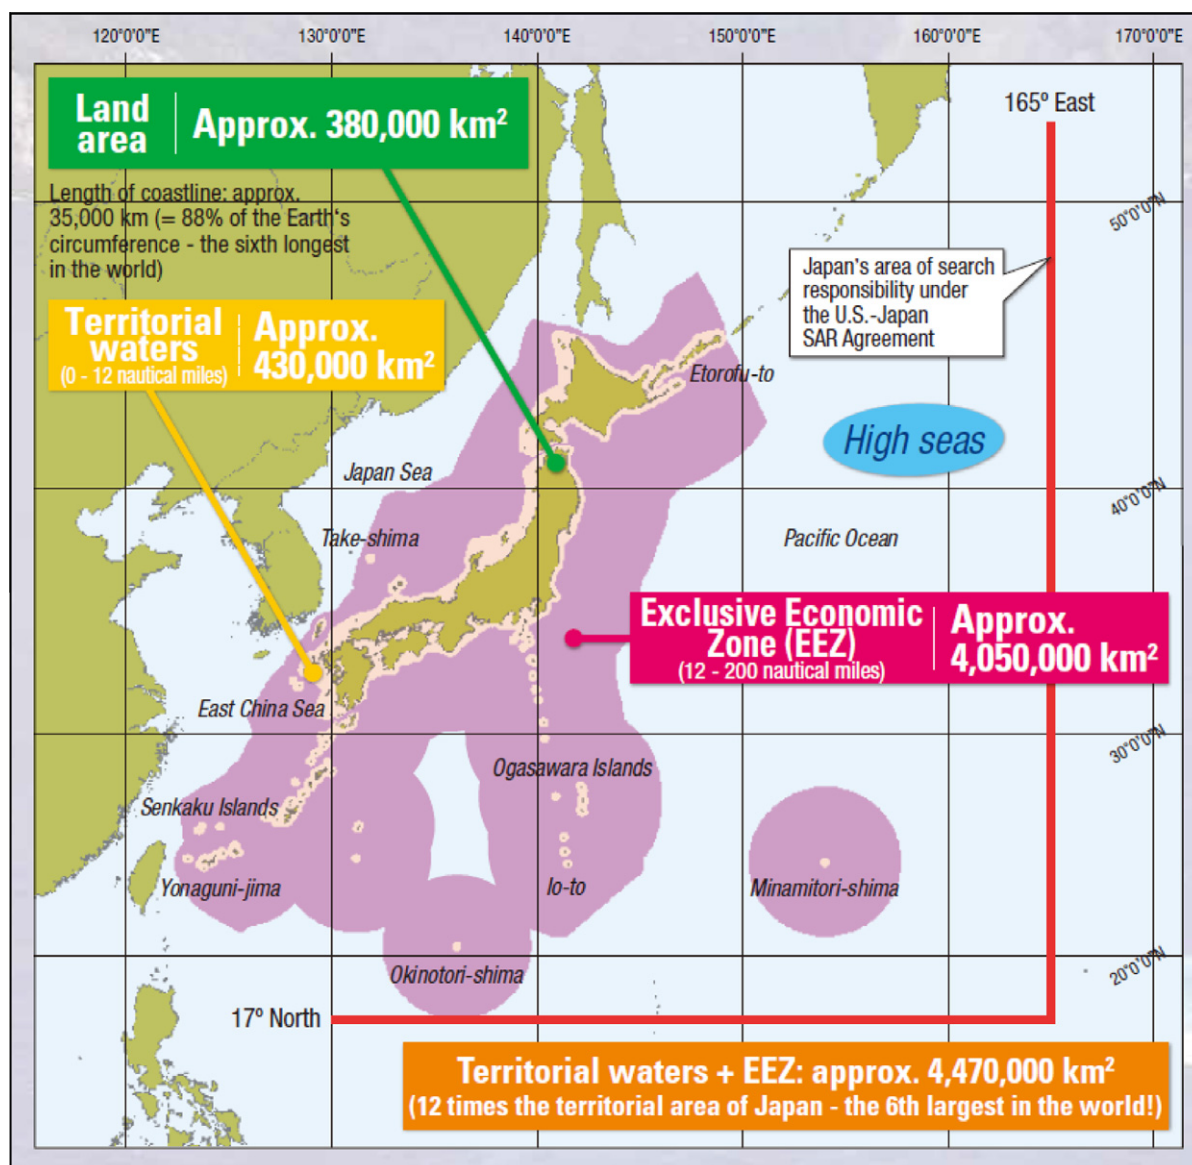 120°0'0"E
130°0'0"E
140°0'0"E
150°0'0"E
160°0'0"E
170°0'0"E
Land
area
Approx. 380,000 km²
Length of coastline: approx.
35,000 km (= 88% of the Earth‘s
circumference - the sixth longest
in the world)
165º East
50°0'0"N
Japan's area of search
responsibility under
the U.S.-Japan
SAR Agreement
Territorial
waters
(0 - 12 nautical miles)
Approx.
430,000 km²
Etorofu-to
High seas
Japan Sea
40°0'0"N
Take-shima
Pacific Ocean
Exclusive Economic
Zone (EEZ)
(12 - 200 nautical miles)
Approx.
4,050,000 km²
East China Sea
30°0'0"N
Ogasawara Islands
Senkaku Islands
Yonaguni-jima
Io-to
Minamitori-shima
20°0'0"N
Okinotori-shima
17º North
Territorial waters + EEZ: approx. 4,470,000 km²
(12 times the territorial area of Japan - the 6th largest in the world!)